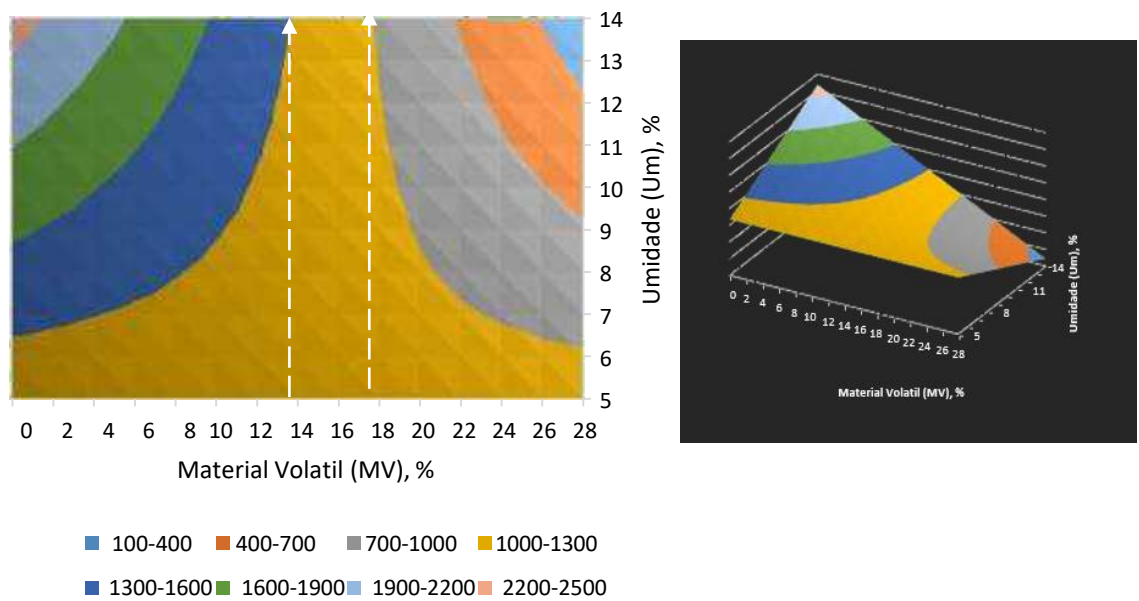 14
13
12
11
10
9
8
7
6
5
Umidade (Um), %
0 2 4 6 8 10 12 14 16 18 20 22 24 26 28
Material Volatil (MV), %
100-400 400-700 700-1000 1000-1300
1300-1600 1600-1900 1900-2200 2200-2500
14
11
8
5
Umidade (Um), %
0 2 4 6 8 10 12 14 16 18 20 22 24 26 28
Material Volatil (MV), %